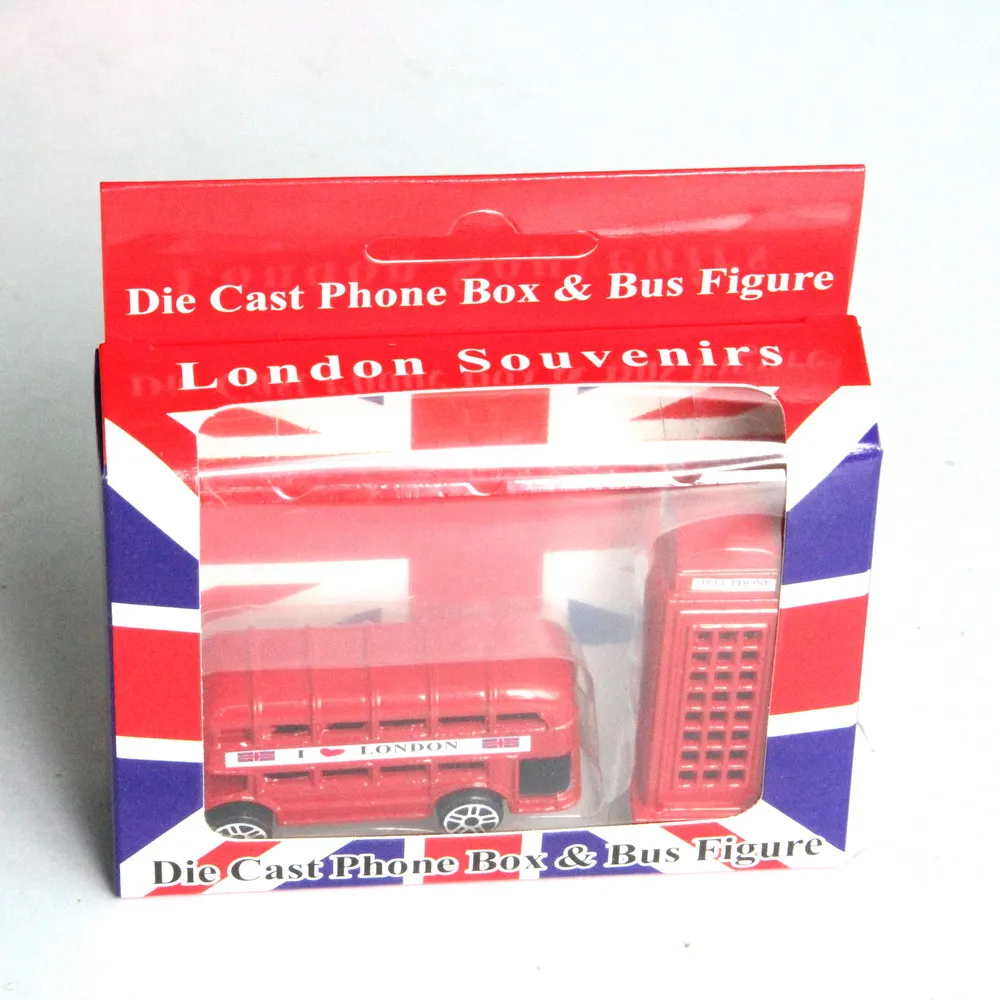 Die Cast Phone Box & Bus Figure
London Souvenirs
TELEPHONE
I ❤ LONDON
Die Cast Phone Box & Bus Figure